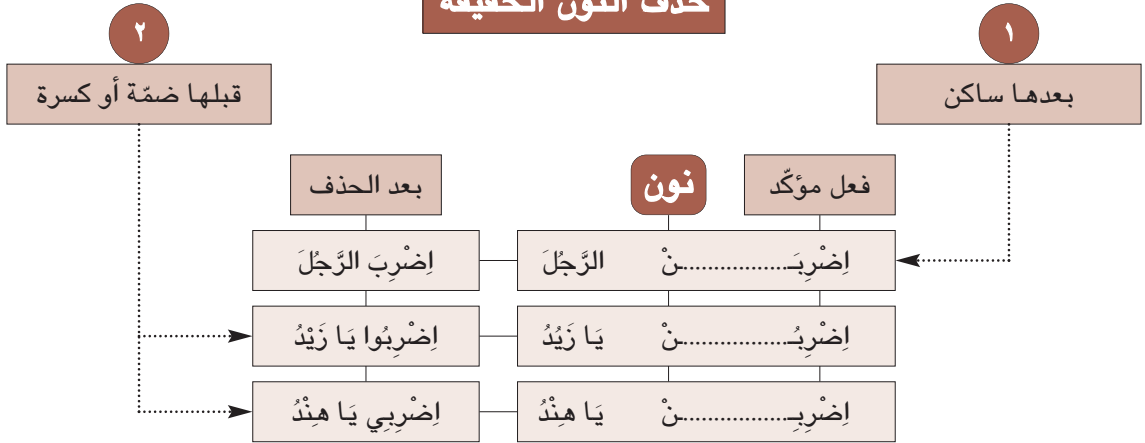 حذف النون الخفيفة
١
٢
بعدها ساكن
قبلها ضمّة أو كسرة
فعل مؤكّد
نون
بعد الحذف
اِضْرِبَـ.................ـنْ الرَّجُلَ
اِضْرِبَ الرَّجُلَ
اِضْرِبُـ.................ـنْ يَا زَيْدُ
اِضْرِبُوا يَا زَيْدُ
اِضْرِبِـ.................ـنْ يَا هِنْدُ
اِضْرِبِي يَا هِنْدُ